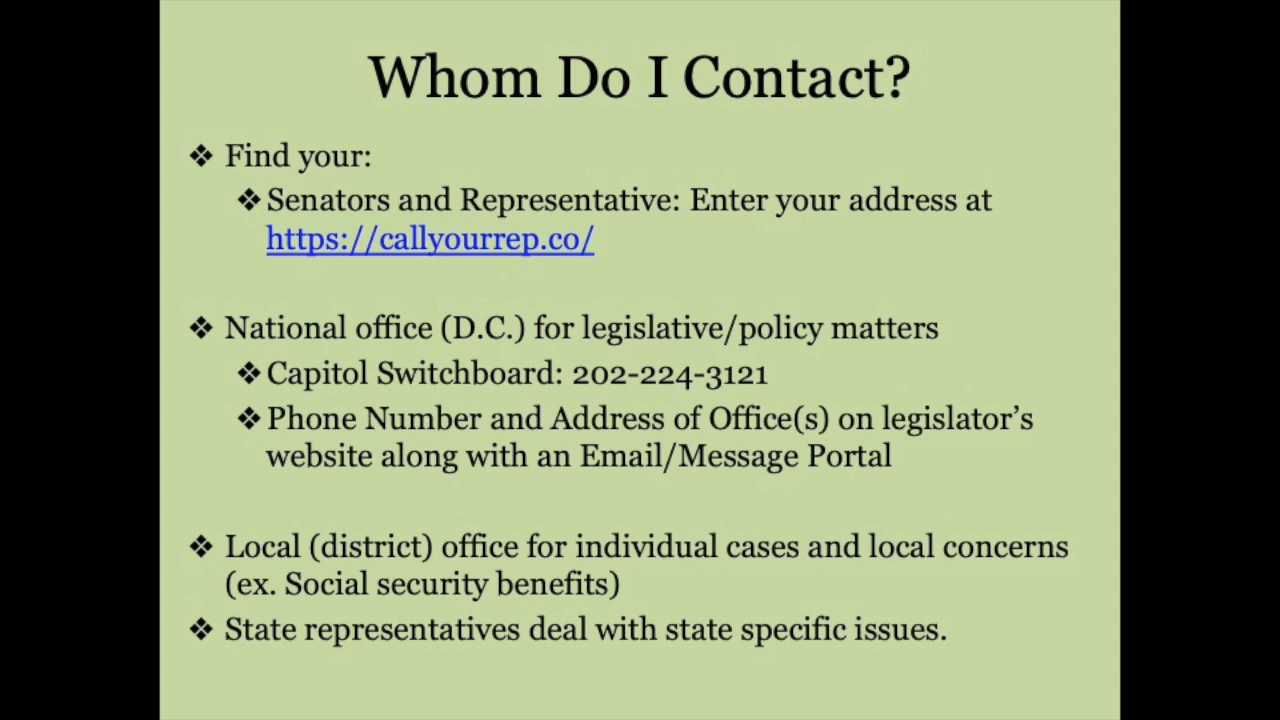 Whom Do I Contact?
❖ Find your:
❖ Senators and Representative: Enter your address at
https://callyourrep.co/
❖ National office (D.C.) for legislative/policy matters
❖ Capitol Switchboard: 202-224-3121
❖ Phone Number and Address of Office(s) on legislator’s
website along with an Email/Message Portal
❖ Local (district) office for individual cases and local concerns
(ex. Social security benefits)
❖ State representatives deal with state specific issues.